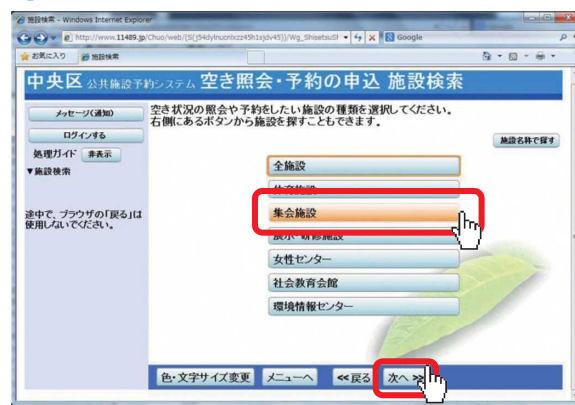 施設検索 - Windows Internet Explorer
Google
お気に入り 施設検索
中央区 公共施設予約システム 空き照会・予約の申込 施設検索
メッセージ(通知)
ログインする
処理ガイド 非表示
▼施設検索
途中で、ブラウザの「戻る」は
使用しないでください。
空き状況の照会や予約をしたい施設の種類を選択してください。
右側にあるボタンから施設を探すこともできます。
施設名称で探す
全施設
集会施設
展示・研修施設
女性センター
社会教育会館
環境情報センター
色・文字サイズ変更 メニューへ ≪戻る 次へ≫